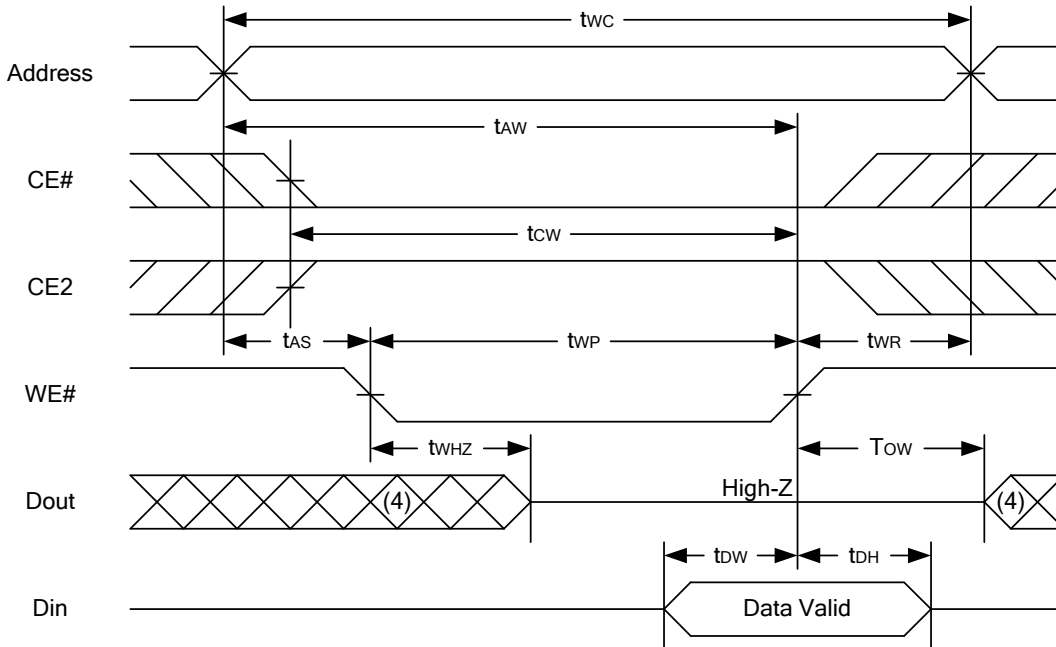 tWC
Address
tAW
CE#
tCW
CE2
tAS tWP tWR
WE#
tWHZ TOW
Dout (4) High-Z (4)
tDW tDH
Din Data Valid